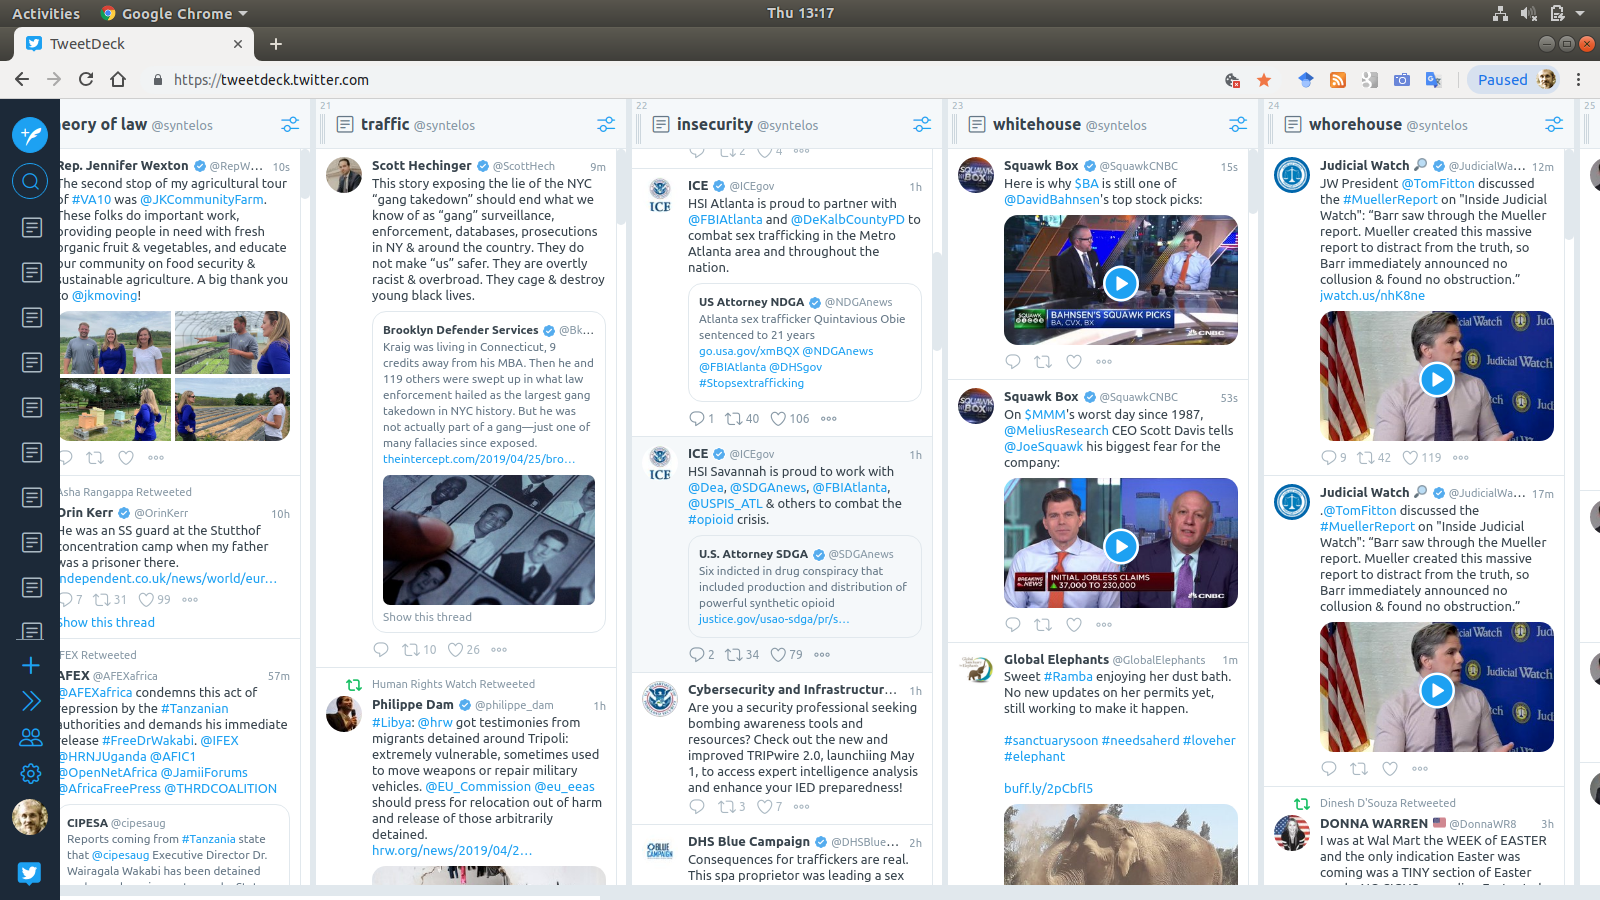 Activities
Google Chrome
Thu 13:17
TweetDeck
https://tweetdeck.twitter.com
Paused
eory of law @syntelos
Rep. Jennifer Wexton @RepW... 10s
The second stop of my agricultural tour
of #VA10 was @JKCommunityFarm.
These folks do important work,
providing people in need with fresh
organic fruit & vegetables, and educate
our community on food security &
sustainable agriculture. A big thank you
to @jkmoving!
Asha Rangappa Retweeted
Orin Kerr @OrinKerr 10h
He was an SS guard at the Stutthof
concentration camp when my father
was a prisoner there.
independent.co.uk/news/world/eur...
7 31 99
Show this thread
IFEX Retweeted
AFEX @AFEXafrica 57m
@AFEXafrica condemns this act of
repression by the #Tanzanian
authorities and demands his immediate
release #FreeDrWakabi. @IFEX
@HRNJUganda @AFIC1
@OpenNetAfrica @JamiiForums
@AfricaFreePress @THRDCOALITION
CIPESA @cipesaug
Reports coming from #Tanzania state
that @cipesaug Executive Director Dr.
Wairagala Wakabi has been detained
21
traffic @syntelos
Scott Hechinger @ScottHech 9m
This story exposing the lie of the NYC
“gang takedown” should end what we
know of as “gang” surveillance,
enforcement, databases, prosecutions
in NY & around the country. They do
not make “us” safer. They are overtly
racist & overbroad. They cage & destroy
young black lives.
Brooklyn Defender Services @Bk...
Kraig was living in Connecticut, 9
credits away from his MBA. Then he and
119 others were swept up in what law
enforcement hailed as the largest gang
takedown in NYC history. But he was
not actually part of a gang—just one of
many fallacies since exposed.
theintercept.com/2019/04/25/bro...
Show this thread
10 26
Human Rights Watch Retweeted
Philippe Dam @philippe_dam 1h
#Libya: @hrw got testimonies from
migrants detained around Tripoli:
extremely vulnerable, sometimes used
to move weapons or repair military
vehicles. @EU_Commission @eu_eeas
should press for relocation out of harm
and release of those arbitrarily
detained.
hrw.org/news/2019/04/2...
22
insecurity @syntelos
2 4
ICE @ICEgov 1h
HSI Atlanta is proud to partner with
@FBIAtlanta and @DeKalbCountyPD to
combat sex trafficking in the Metro
Atlanta area and throughout the
nation.
US Attorney NDGA @NDGAnews
Atlanta sex trafficker Quintavious Obie
sentenced to 21 years
go.usa.gov/xmBQX @NDGAnews
@FBIAtlanta @DHSgov
#Stopsextrafficking
1 40 106
ICE @ICEgov 1h
HSI Savannah is proud to work with
@Dea, @SDGAnews, @FBIAtlanta,
@USPIS_ATL & others to combat the
#opioid crisis.
U.S. Attorney SDGA @SDGAnews
Six indicted in drug conspiracy that
included production and distribution of
powerful synthetic opioid
justice.gov/usao-sdga/pr/s...
2 34 79
Cybersecurity and Infrastructur... 1h
Are you a security professional seeking
bombing awareness tools and
resources? Check out the new and
improved TRIPwire 2.0, launchiing May
1, to access expert intelligence analysis
and enhance your IED preparedness!
3 7
DHS Blue Campaign @DHSBlue... 2h
Consequences for traffickers are real.
This spa proprietor was leading a sex
23
whitehouse @syntelos
Squawk Box @SquawkCNBC 15s
Here is why $BA is still one of
@DavidBahnsen's top stock picks:
BAHNSEN'S SQUAWK PICKS
BA, CVX, BX
CNBC
Squawk Box @SquawkCNBC 53s
On $MMM's worst day since 1987,
@MeliusResearch CEO Scott Davis tells
@JoeSquawk his biggest fear for the
company:
BREAKING NEWS
INITIAL JOBLESS CLAIMS
37,000 TO 230,000
CNBC
Global Elephants @GlobalElephants 1m
Sweet #Ramba enjoying her dust bath.
No new updates on her permits yet,
still working to make it happen.
#sanctuarysoon #needsaherd #loveher
#elephant
buff.ly/2pCbfl5
24
whorehouse @syntelos
Judicial Watch @JudicialWa... 12m
JW President @TomFitton discussed
the #MuellerReport on "Inside Judicial
Watch": “Barr saw through the Mueller
report. Mueller created this massive
report to distract from the truth, so
Barr immediately announced no
collusion & found no obstruction.”
jwatch.us/nhK8ne
Judicial Watch
9 42 119
Judicial Watch @JudicialWa... 17m
.@TomFitton discussed the
#MuellerReport on "Inside Judicial
Watch": “Barr saw through the Mueller
report. Mueller created this massive
report to distract from the truth, so
Barr immediately announced no
collusion & found no obstruction.”
Judicial Watch
Dinesh D'Souza Retweeted
DONNA WARREN @DonnaWR8 3h
I was at Wal Mart the WEEK of EASTER
and the only indication Easter was
coming was a TINY section of Easter
25